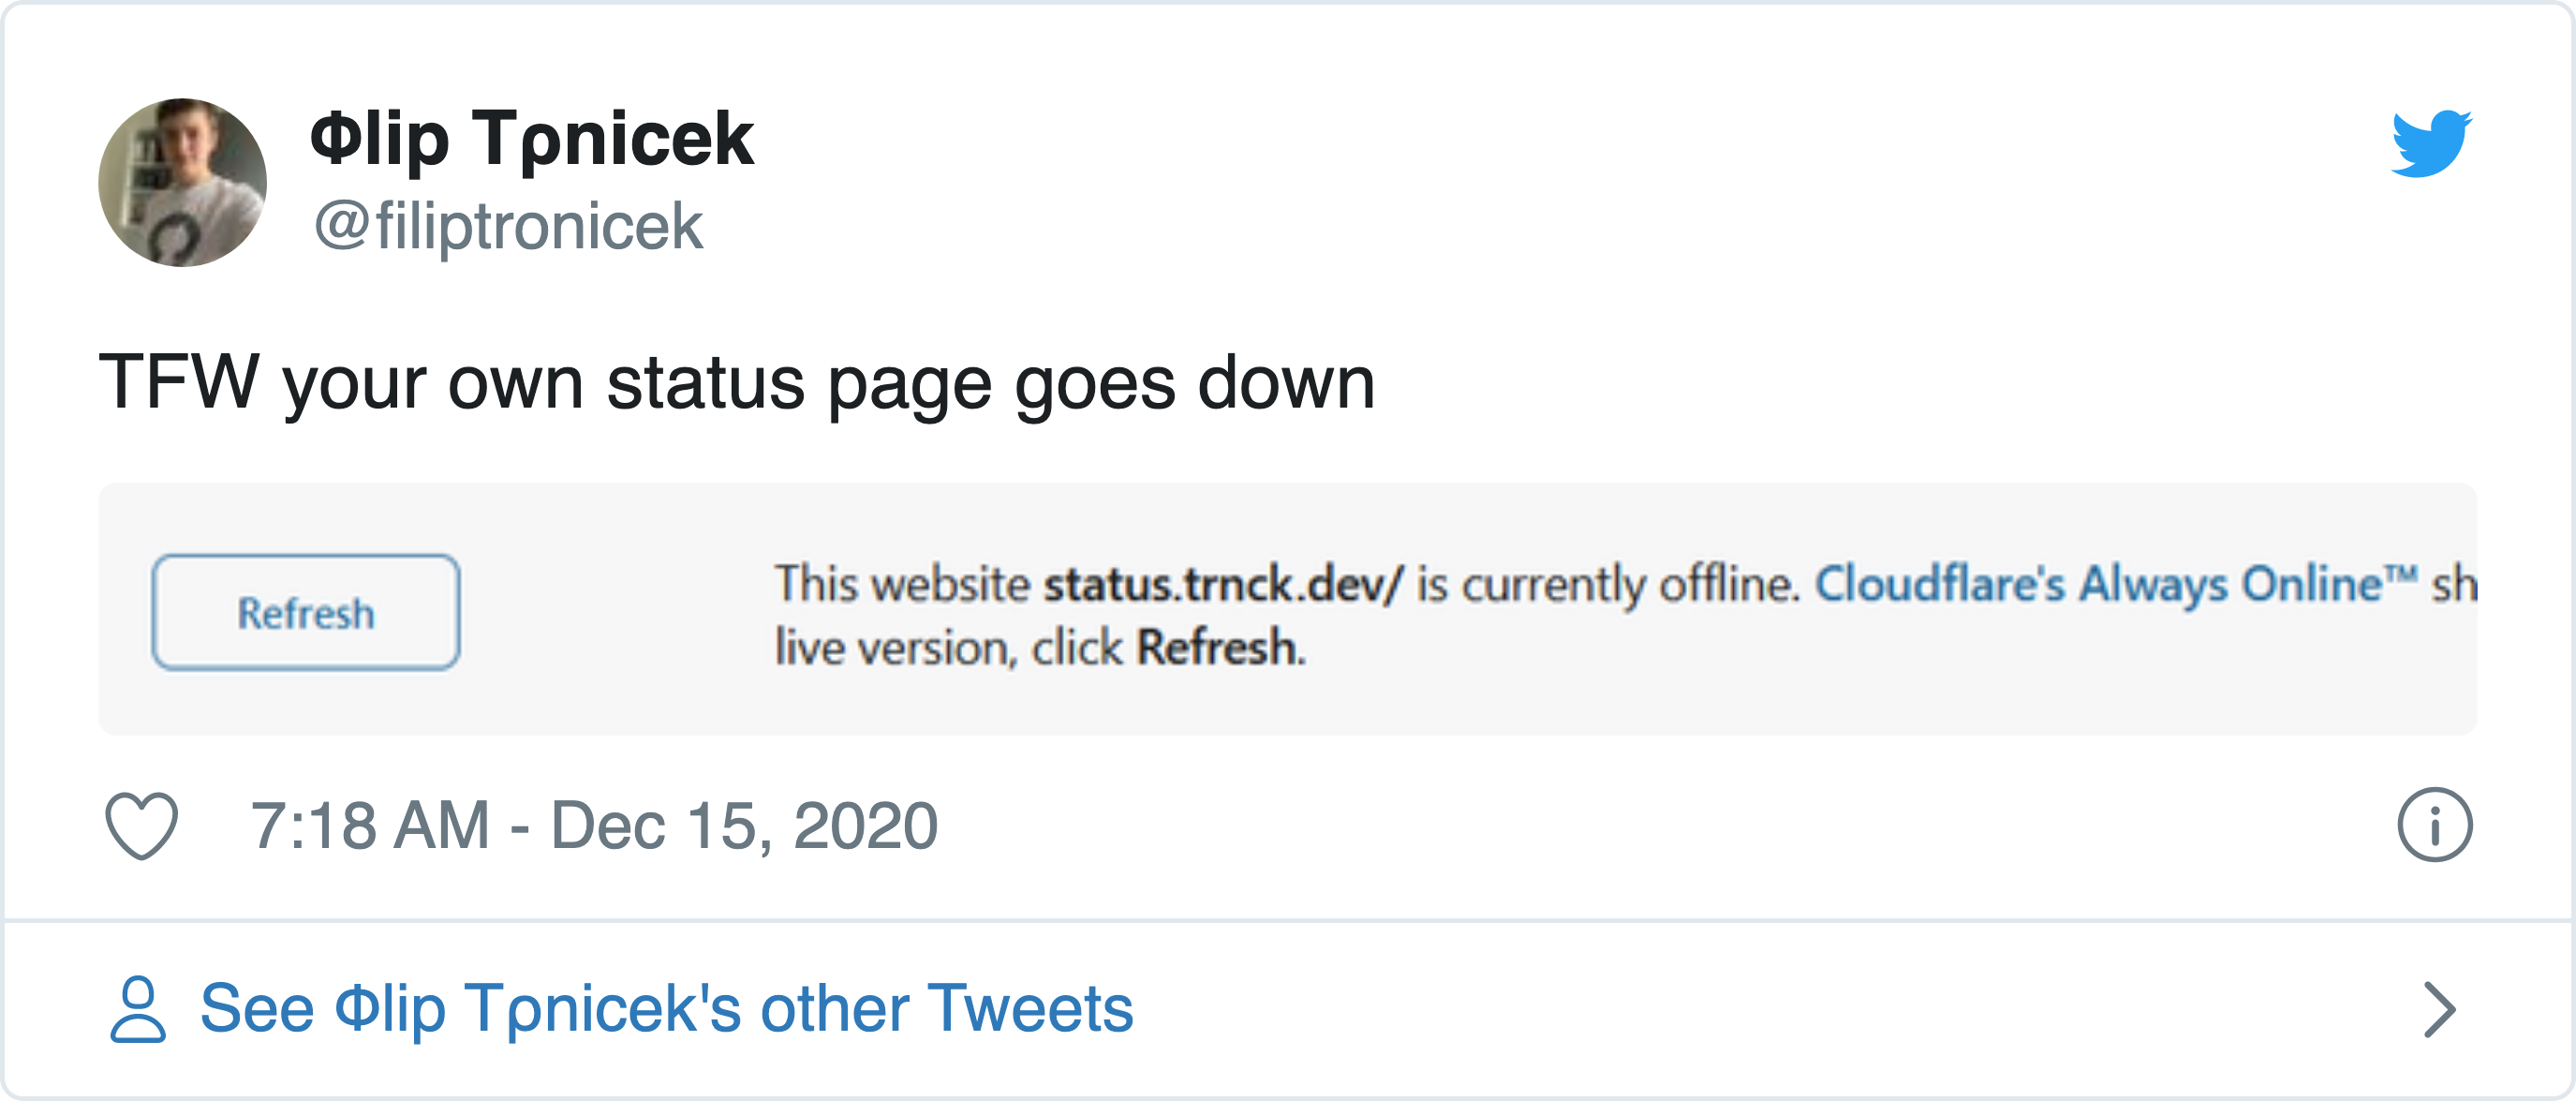 Φlip Tρnicek
@filiptronicek
TFW your own status page goes down
Refresh
This website status.trnck.dev/ is currently offline. Cloudflare's Always Online™ sh
live version, click Refresh.
7:18 AM - Dec 15, 2020
See Φlip Tρnicek's other Tweets